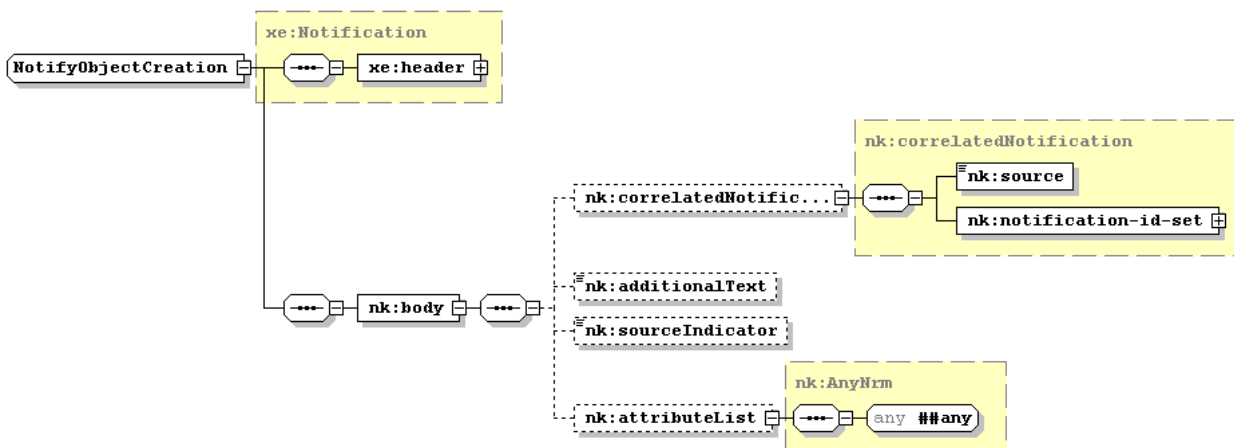 xe:Notification
NotifyObjectCreation
xe:header
nk:correlatedNotification
nk:source
nk:correlatedNotific...
nk:notification-id-set
nk:additionalText
nk:body
nk:sourceIndicator
nk:AnyNrm
nk:attributeList
any ##any